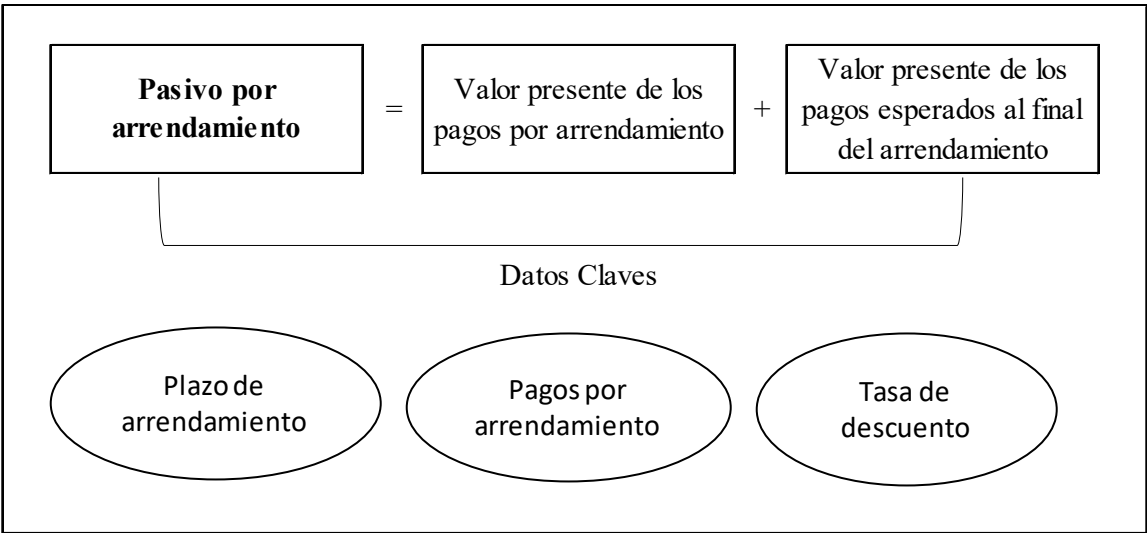 Pasivo por
arrendamiento
=
Valor presente de los
pagos por arrendamiento
+
Valor presente de los
pagos esperados al final
del arrendamiento
Datos Claves
Plazo de
arrendamiento
Pagos por
arrendamiento
Tasa de
descuento